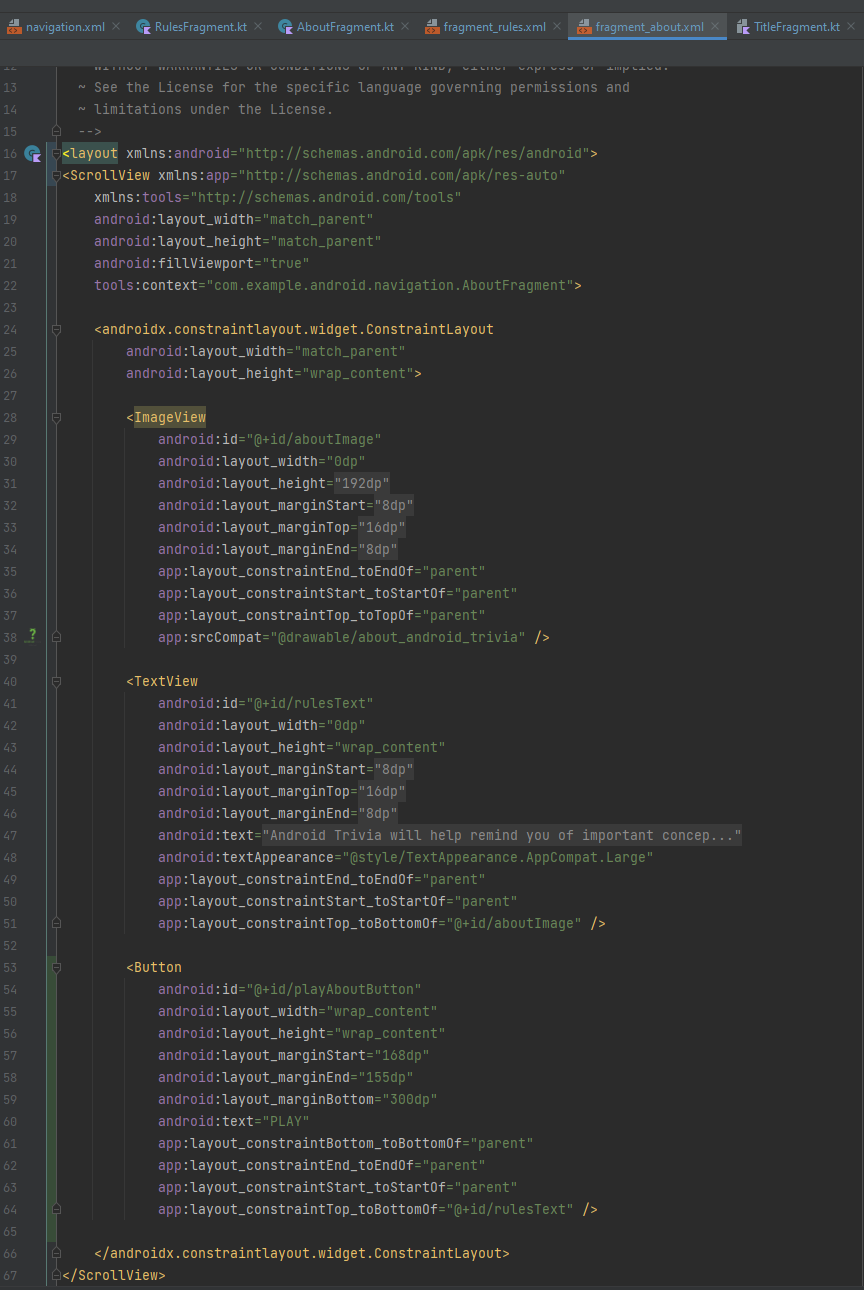 navigation.xml RulesFragment.kt AboutFragment.kt fragment_rules.xml fragment_about.xml TitleFragment.kt
12 ~ WITHOUT WARRANTIES OR CONDITIONS OF ANY KIND, either express or implied.
13 ~ See the License for the specific language governing permissions and
14 ~ limitations under the License.
15 -->
16 <layout xmlns:android="http://schemas.android.com/apk/res/android">
17 <ScrollView xmlns:app="http://schemas.android.com/apk/res-auto"
18 xmlns:tools="http://schemas.android.com/tools"
19 android:layout_width="match_parent"
20 android:layout_height="match_parent"
21 android:fillViewport="true"
22 tools:context="com.example.android.navigation.AboutFragment">
23
24 <androidx.constraintlayout.widget.ConstraintLayout
25 android:layout_width="match_parent"
26 android:layout_height="wrap_content">
27
28 <ImageView
29 android:id="@+id/aboutImage"
30 android:layout_width="0dp"
31 android:layout_height="192dp"
32 android:layout_marginStart="8dp"
33 android:layout_marginTop="16dp"
34 android:layout_marginEnd="8dp"
35 app:layout_constraintEnd_toEndOf="parent"
36 app:layout_constraintStart_toStartOf="parent"
37 app:layout_constraintTop_toTopOf="parent"
38 app:srcCompat="@drawable/about_android_trivia" />
39
40 <TextView
41 android:id="@+id/rulesText"
42 android:layout_width="0dp"
43 android:layout_height="wrap_content"
44 android:layout_marginStart="8dp"
45 android:layout_marginTop="16dp"
46 android:layout_marginEnd="8dp"
47 android:text="Android Trivia will help remind you of important concep..."
48 android:textAppearance="@style/TextAppearance.AppCompat.Large"
49 app:layout_constraintEnd_toEndOf="parent"
50 app:layout_constraintStart_toStartOf="parent"
51 app:layout_constraintTop_toBottomOf="@+id/aboutImage" />
52
53 <Button
54 android:id="@+id/playAboutButton"
55 android:layout_width="wrap_content"
56 android:layout_height="wrap_content"
57 android:layout_marginStart="168dp"
58 android:layout_marginEnd="155dp"
59 android:layout_marginBottom="300dp"
60 android:text="PLAY"
61 app:layout_constraintBottom_toBottomOf="parent"
62 app:layout_constraintEnd_toEndOf="parent"
63 app:layout_constraintStart_toStartOf="parent"
64 app:layout_constraintTop_toBottomOf="@+id/rulesText" />
65
66 </androidx.constraintlayout.widget.ConstraintLayout>
67 </ScrollView>